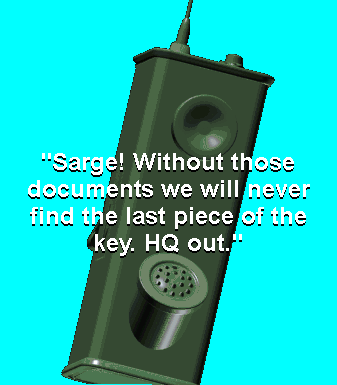 "Sarge! Without those
documents we will never
find the last piece of the
key. HQ out."